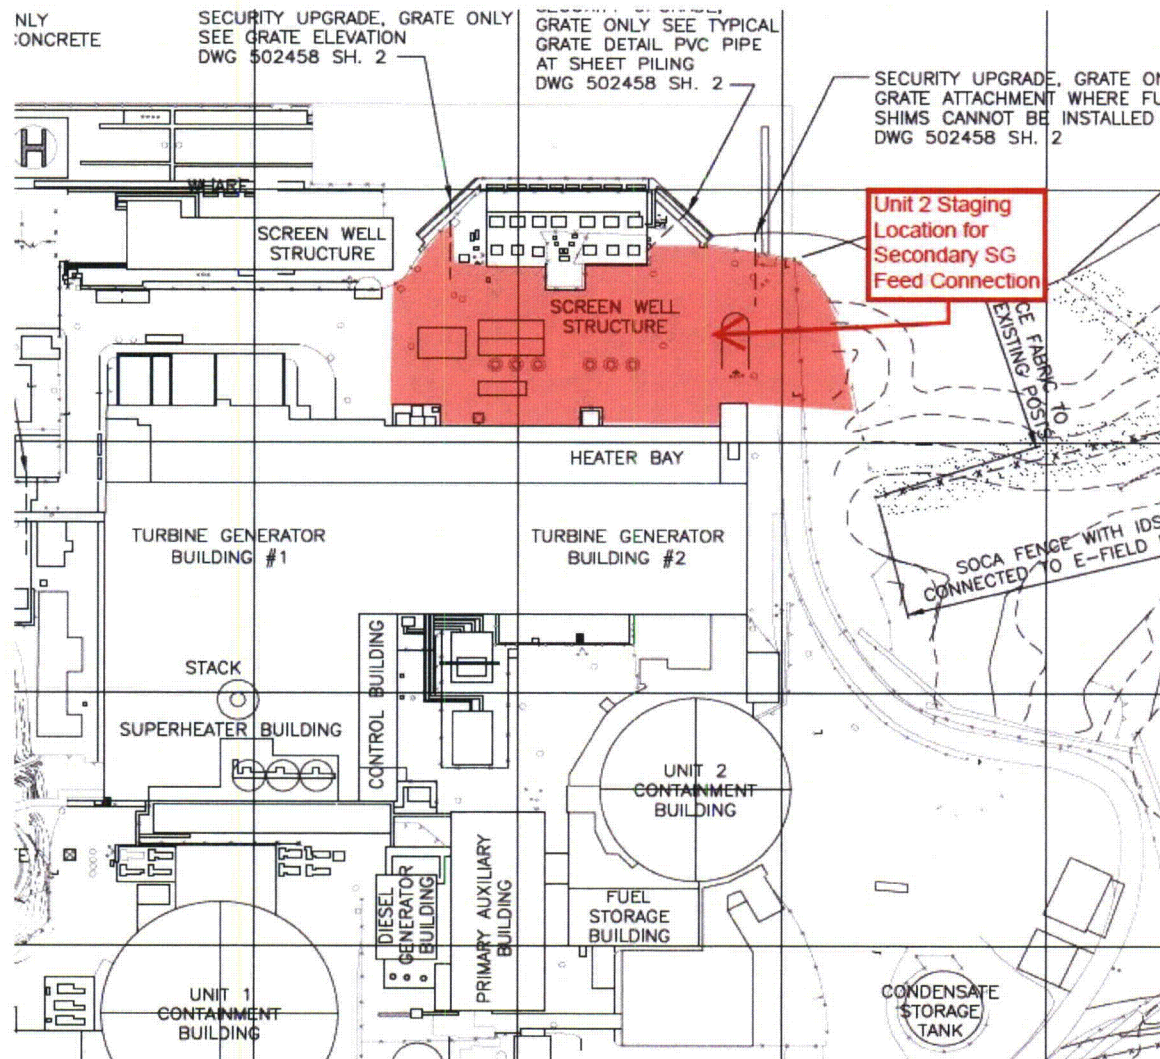 NLY
CONCRETE
SECURITY UPGRADE, GRATE ONLY
SEE GRATE ELEVATION
DWG 502458 SH. 2
SECURITY UPGRADE,
GRATE ONLY SEE TYPICAL
GRATE DETAIL PVC PIPE
AT SHEET PILING
DWG 502458 SH. 2
SECURITY UPGRADE, GRATE ON
GRATE ATTACHMENT WHERE FU
SHIMS CANNOT BE INSTALLED
DWG 502458 SH. 2
H
WHARF
SCREEN WELL
STRUCTURE
Unit 2 Staging
Location for
Secondary SG
Feed Connection
SCREEN WELL
STRUCTURE
CE FABRIC TO
EXISTING POSTS
HEATER BAY
TURBINE GENERATOR
BUILDING #1
TURBINE GENERATOR
BUILDING #2
SOCA FENCE WITH IDS
CONNECTED TO E-FIELD
CONTROL BUILDING
STACK
SUPERHEATER BUILDING
UNIT 2
CONTAINMENT
BUILDING
DIESEL
GENERATOR
BUILDING
PRIMARY AUXILIARY
BUILDING
FUEL
STORAGE
BUILDING
UNIT 1
CONTAINMENT
BUILDING
CONDENSATE
STORAGE
TANK